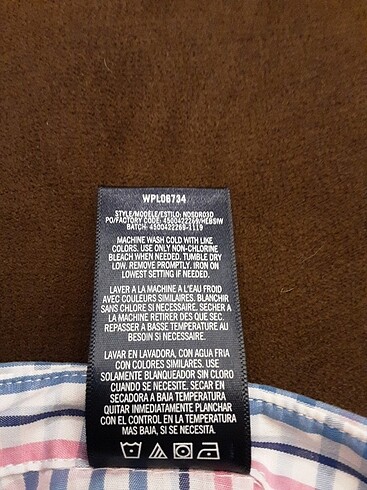 WPL06734
STYLE/MODÈLE/ESTILO: NDSDR03D
PO/FACTORY CODE: 4500422269/HEBSIW
BATCH: 4500422269-1119
MACHINE WASH COLD WITH LIKE
COLORS. USE ONLY NON-CHLORINE
BLEACH WHEN NEEDED. TUMBLE DRY
LOW. REMOVE PROMPTLY. IRON ON
LOWEST SETTING IF NEEDED.
LAVER A LA MACHINE A L'EAU FROID
AVEC COULEURS SIMILAIRES. BLANCHIR
SANS CHLORE SI NECESSAIRE. SECHER A
LA MACHINE RETIRER DES QUE SEC.
REPASSER A BASSE TEMPERATURE AU
BESOIN SI NECESSAIRE.
LAVAR EN LAVADORA, CON AGUA FRIA
CON COLORES SIMILARES. USE
SOLAMENTE BLANQUEADOR SIN CLORO
CUANDO SE NECESITE. SECAR EN
SECADORA A BAJA TEMPERATURA
QUITAR INMEDIATAMENTE PLANCHAR
CON EL CONTROL EN LA TEMPERATURA
MAS BAJA, SI SE NECESITA.